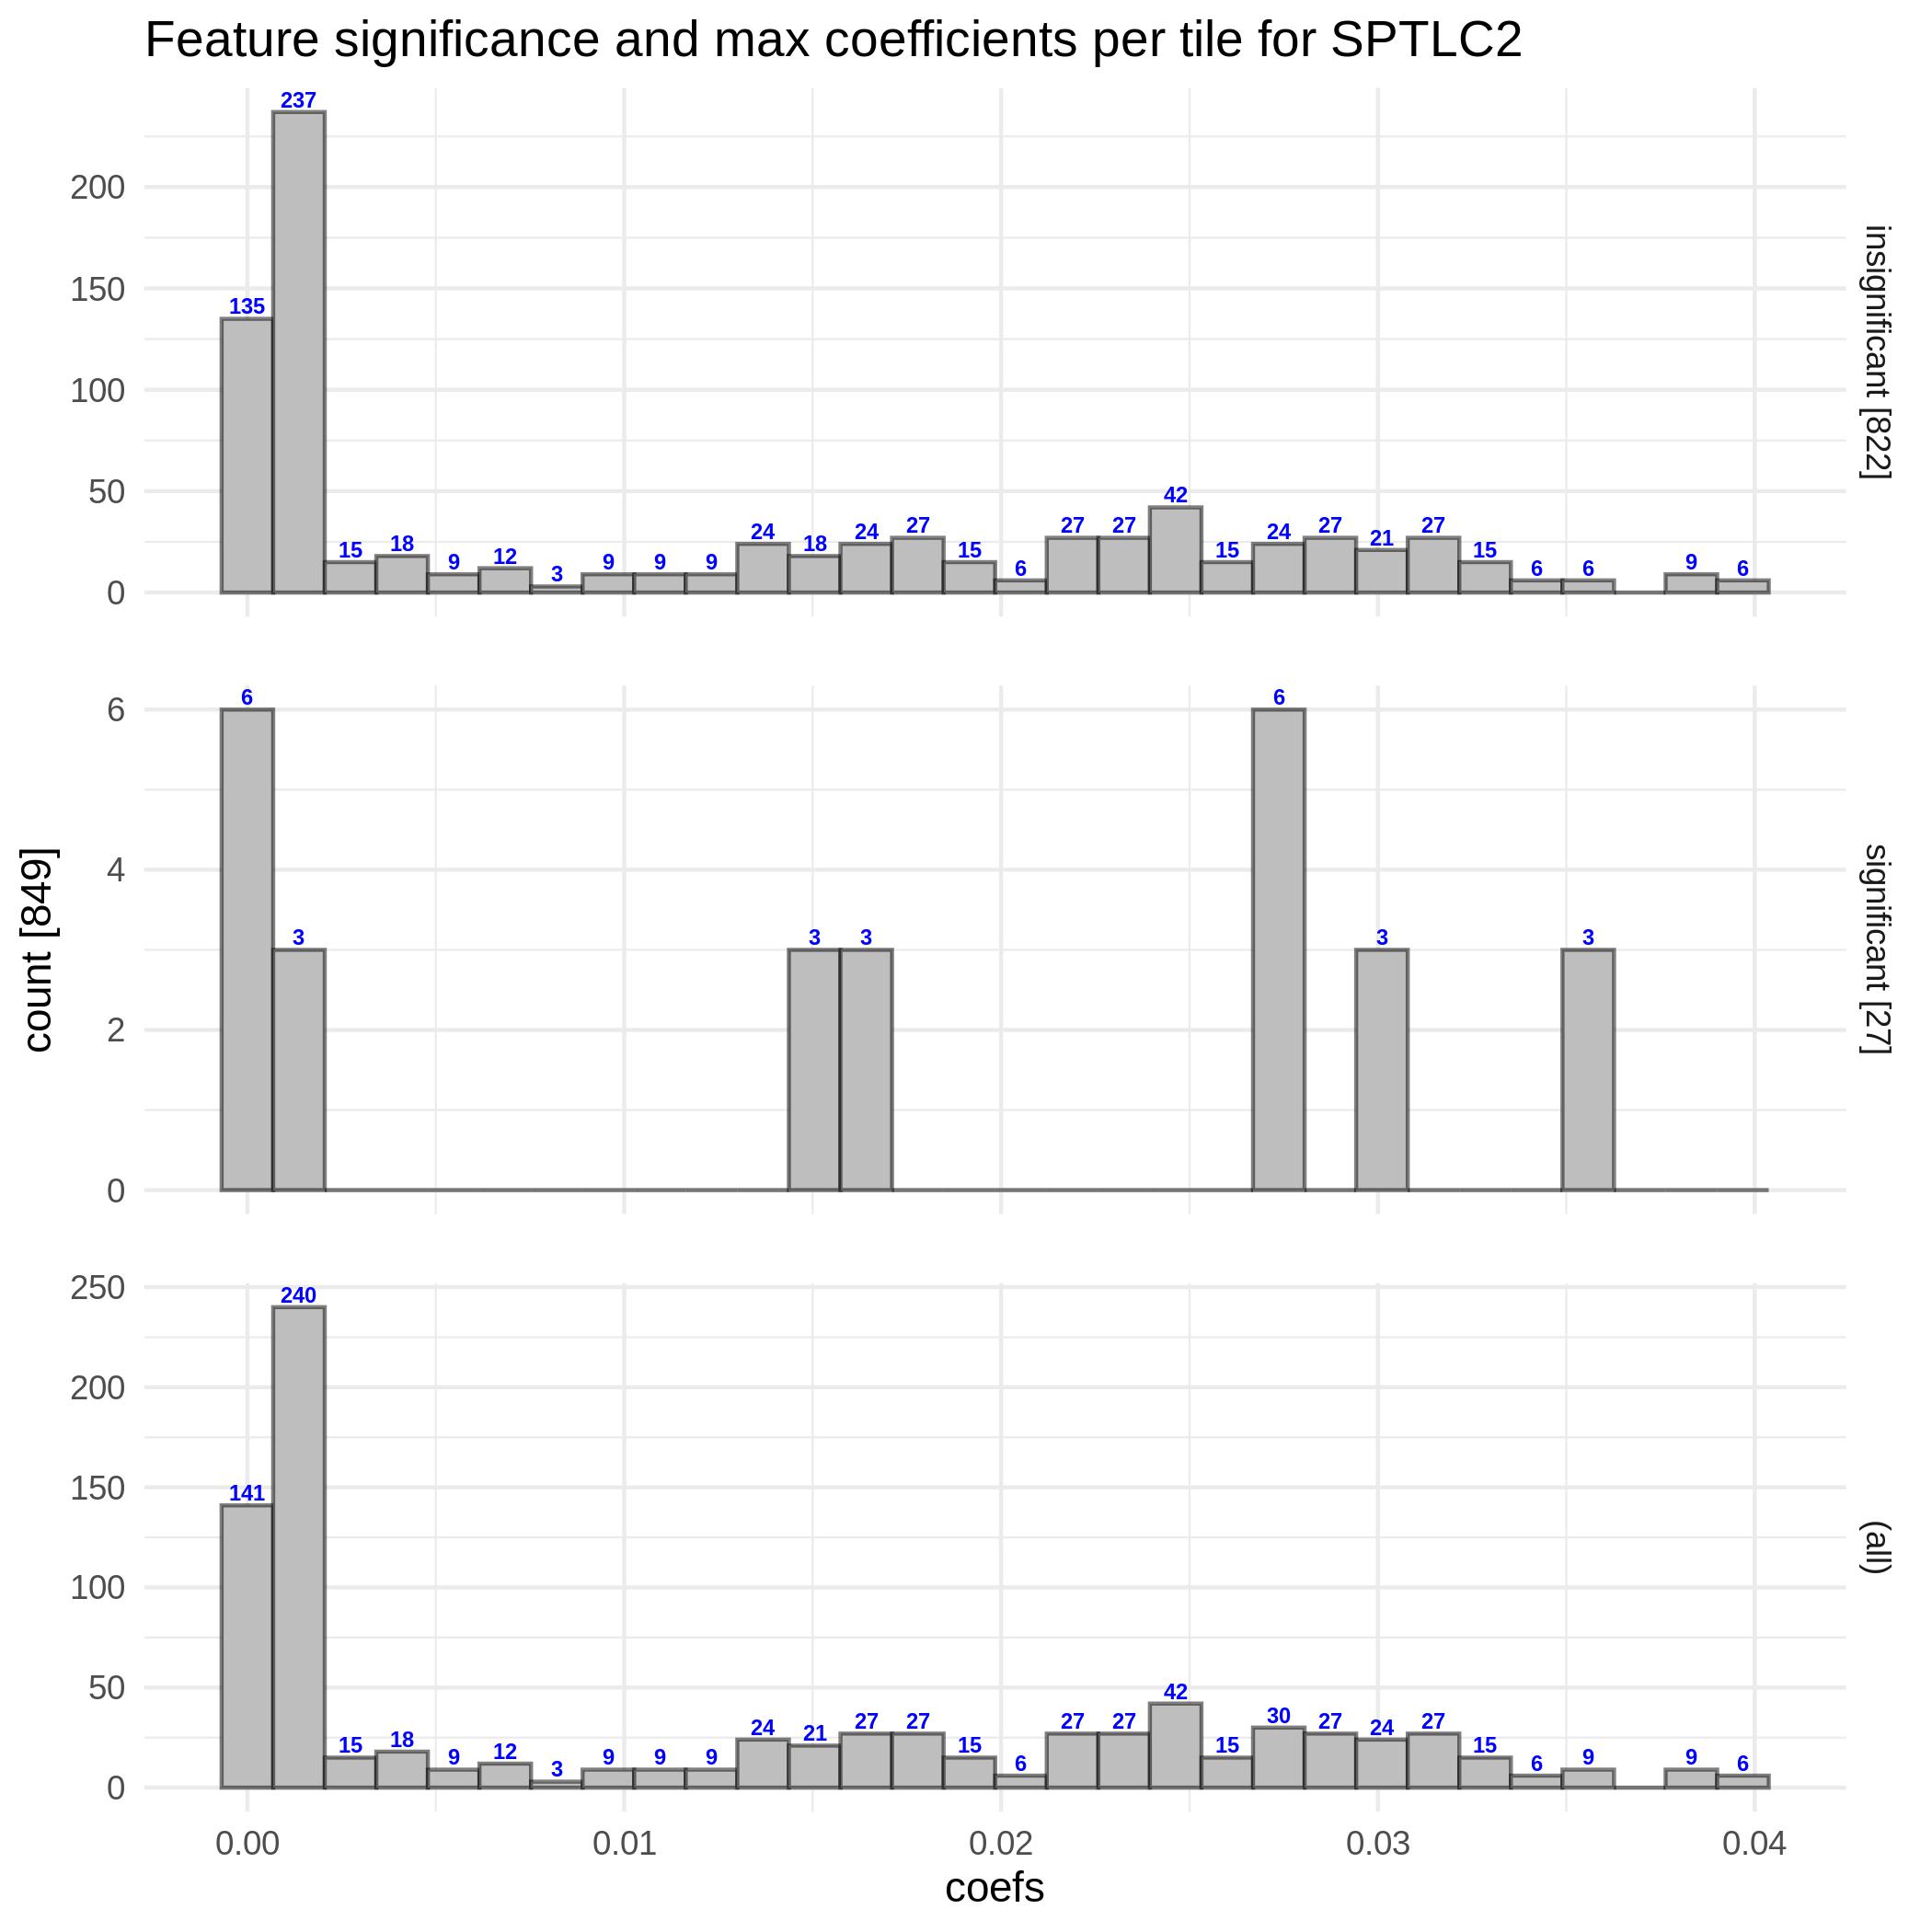 Feature significance and max coefficients per tile for SPTLC2
237
135
15 18 9 12 3 9 9 9 24 18 24 27 15 6 27 27 42 15 24 27 21 27 15 6 6 9 6
200
150
100
50
0
insignificant [822]
6 3 3 3 6 3 3
6
4
2
0
significant [27]
count [849]
240
141
15 18 9 12 3 9 9 9 24 21 27 27 15 6 27 27 42 15 30 27 24 27 15 6 9 9 6
250
200
150
100
50
0
(all)
0.00 0.01 0.02 0.03 0.04
coefs